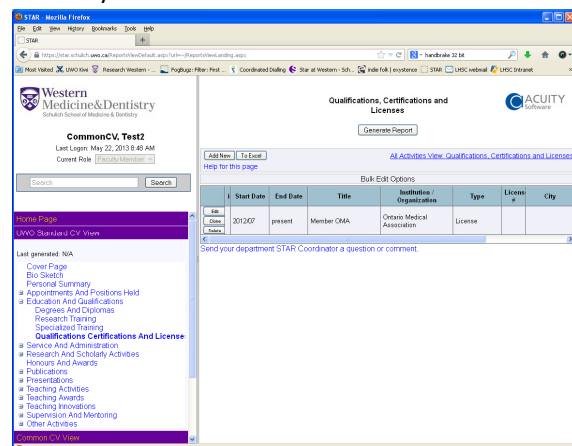 STAR - Mozilla Firefox
File Edit View History Bookmarks Tools Help
STAR
https://star.schulich.uwo.ca/ReportsViewDefault.aspx?url=~/ReportsViewLanding.aspx
handbrake 32 bit
Most Visited UWO Kiwi Research Western - ... FogBugz: Filter: First ... Coordinated Dialing Star at Western - Sch... indie folk | exystence STAR LHSC webmail LHSC Intranet
Western
Medicine&Dentistry
Schulich School of Medicine & Dentistry
CommonCV, Test2
Last Logon: May 22, 2013 8:48 AM
Current Role Faculty Member
Search Search
Home Page
UWO Standard CV View
Last generated: N/A
Cover Page
Bio Sketch
Personal Summary
Appointments And Positions Held
Education And Qualifications
Degrees And Diplomas
Research Training
Specialized Training
Qualifications Certifications And License
Service And Administration
Research And Scholarly Activities
Honours And Awards
Publications
Presentations
Teaching Activities
Teaching Awards
Teaching Innovations
Supervision And Mentoring
Other Activities
Common CV View
Qualifications, Certifications and
Licenses
ACUITY
Software
Generate Report
Add New To Excel All Activities View: Qualifications, Certifications and Licenses
Help for this page
Bulk Edit Options
Start Date End Date Title Institution / Organization Type Licens # City
Edit
Clone
Delete
2012/07 present Member OMA Ontario Medical Association License
Send your department STAR Coordinator a question or comment.